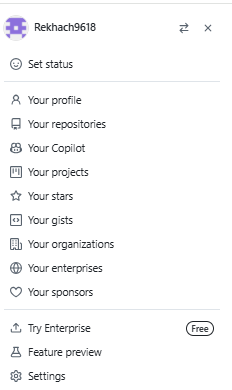 Rekhach9618
Set status
Your profile
Your repositories
Your Copilot
Your projects
Your stars
Your gists
Your organizations
Your enterprises
Your sponsors
Try Enterprise Free
Feature preview
Settings